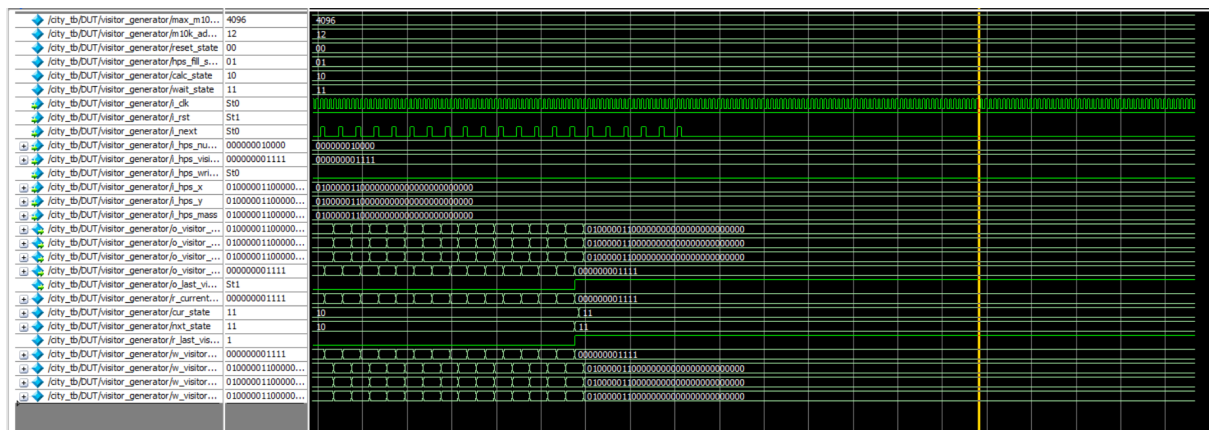 /city_tb/DUT/visitor_generator/max_m10... 4096 4096
/city_tb/DUT/visitor_generator/m10k_ad... 12 12
/city_tb/DUT/visitor_generator/reset_state 00 00
/city_tb/DUT/visitor_generator/hps_fill_s... 01 01
/city_tb/DUT/visitor_generator/calc_state 10 10
/city_tb/DUT/visitor_generator/wait_state 11 11
/city_tb/DUT/visitor_generator/i_clk St0
/city_tb/DUT/visitor_generator/i_rst St1
/city_tb/DUT/visitor_generator/i_next St0
/city_tb/DUT/visitor_generator/i_hps_nu... 000000010000 000000010000
/city_tb/DUT/visitor_generator/i_hps_visi... 000000001111 000000001111
/city_tb/DUT/visitor_generator/i_hps_wri... St0
/city_tb/DUT/visitor_generator/i_hps_x 01000001100000... 01000001100000000000000000000000
/city_tb/DUT/visitor_generator/i_hps_y 01000001100000... 01000001100000000000000000000000
/city_tb/DUT/visitor_generator/i_hps_mass 01000001100000... 01000001100000000000000000000000
/city_tb/DUT/visitor_generator/o_visitor_... 01000001100000... 01000001100000000000000000000000
/city_tb/DUT/visitor_generator/o_visitor_... 01000001100000... 01000001100000000000000000000000
/city_tb/DUT/visitor_generator/o_visitor_... 01000001100000... 01000001100000000000000000000000
/city_tb/DUT/visitor_generator/o_visitor_... 000000001111 000000001111
/city_tb/DUT/visitor_generator/o_last_vi... St1
/city_tb/DUT/visitor_generator/r_current... 000000001111 000000001111
/city_tb/DUT/visitor_generator/cur_state 11 10 11
/city_tb/DUT/visitor_generator/nxt_state 11 10 11
/city_tb/DUT/visitor_generator/r_last_vis... 1
/city_tb/DUT/visitor_generator/w_visitor... 000000001111 000000001111
/city_tb/DUT/visitor_generator/w_visitor... 01000001100000... 01000001100000000000000000000000
/city_tb/DUT/visitor_generator/w_visitor... 01000001100000... 01000001100000000000000000000000
/city_tb/DUT/visitor_generator/w_visitor... 01000001100000... 01000001100000000000000000000000